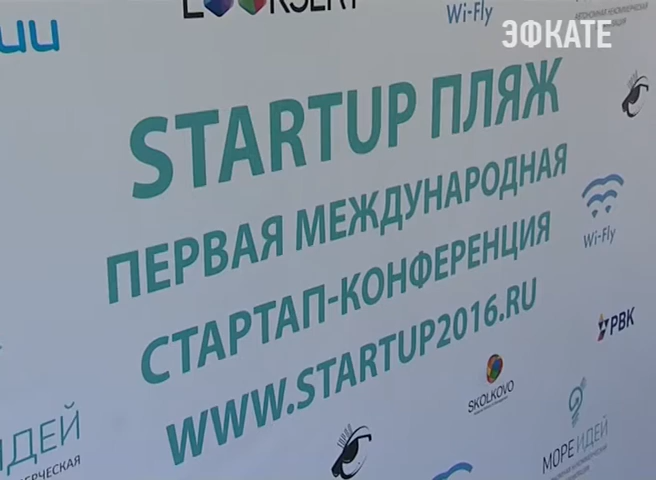 Wi-Fly
ЭФКАТЕ
STARTUP ПЛЯЖ
ПЕРВАЯ МЕЖДУНАРОДНАЯ
СТАРТАП-КОНФЕРЕНЦИЯ
WWW.STARTUP2016.RU
Wi-Fly
РВК
SKOLKOVO
ИДЕЙ
МОРЕ ИДЕЙ